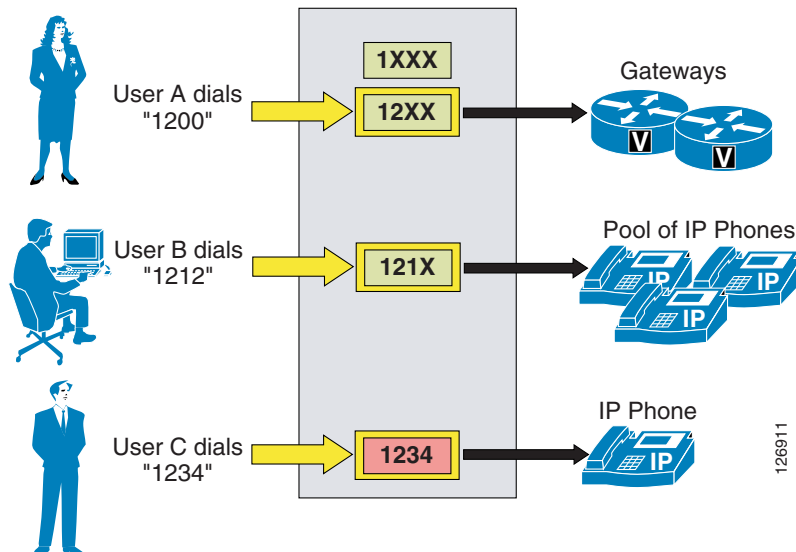 1XXX
User A dials
"1200"
12XX
Gateways
V
V
User B dials
"1212"
121X
Pool of IP Phones
IP
IP
IP
User C dials
"1234"
1234
IP Phone
IP
126911